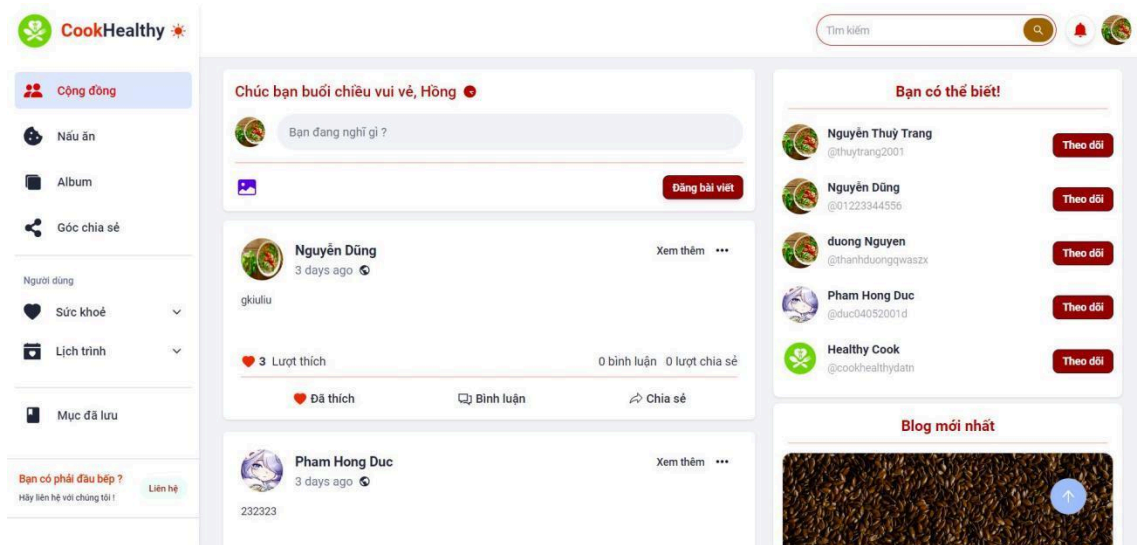 CookHealthy
Tìm kiếm
Cộng đồng
Nấu ăn
Album
Góc chia sẻ
Người dùng
Sức khoẻ
Lịch trình
Mục đã lưu
Bạn có phải đầu bếp ?
Hãy liên hệ với chúng tôi !
Liên hệ
Chúc bạn buổi chiều vui vẻ, Hồng
Bạn đang nghĩ gì ?
Đăng bài viết
Nguyễn Dũng
Xem thêm
3 days ago
gkiuliu
3 Lượt thích
0 bình luận 0 lượt chia sẻ
Đã thích
Bình luận
Chia sẻ
Pham Hong Duc
Xem thêm
3 days ago
232323
Bạn có thể biết!
Nguyễn Thuỳ Trang
@thuytrang2001
Theo dõi
Nguyễn Dũng
@01223344556
Theo dõi
duong Nguyen
@thanhduongqwaszx
Theo dõi
Pham Hong Duc
@duc04052001d
Theo dõi
Healthy Cook
@cookhealthydatn
Theo dõi
Blog mới nhất